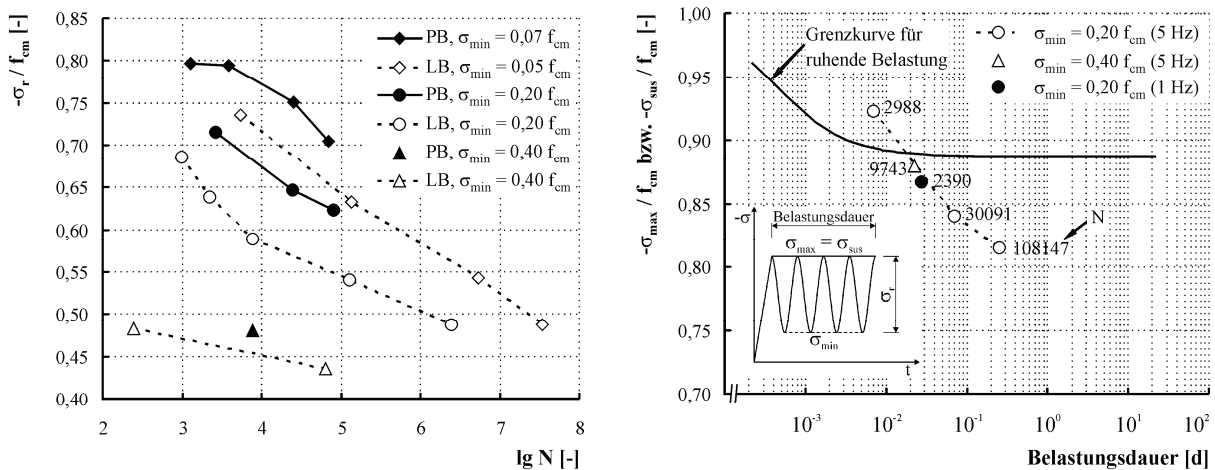 -σr / fcm [-]
0,85
0,80
0,75
0,70
0,65
0,60
0,55
0,50
0,45
0,40
2 3 4 5 6 7 8
lg N [-]
PB, σmin = 0,07 fcm
LB, σmin = 0,05 fcm
PB, σmin = 0,20 fcm
LB, σmin = 0,20 fcm
PB, σmin = 0,40 fcm
LB, σmin = 0,40 fcm
-σmax / fcm bzw. -σsus / fcm [-]
1,00
0,95
0,90
0,85
0,80
0,75
0,70
Grenzkurve für
ruhende Belastung
σmin = 0,20 fcm (5 Hz)
σmin = 0,40 fcm (5 Hz)
σmin = 0,20 fcm (1 Hz)
2988
9743
2390
30091
N
108147
-σ
Belastungsdauer
σmax = σsus
σr
σmin
t
10-3 10-2 10-1 100 101 102
Belastungsdauer [d]